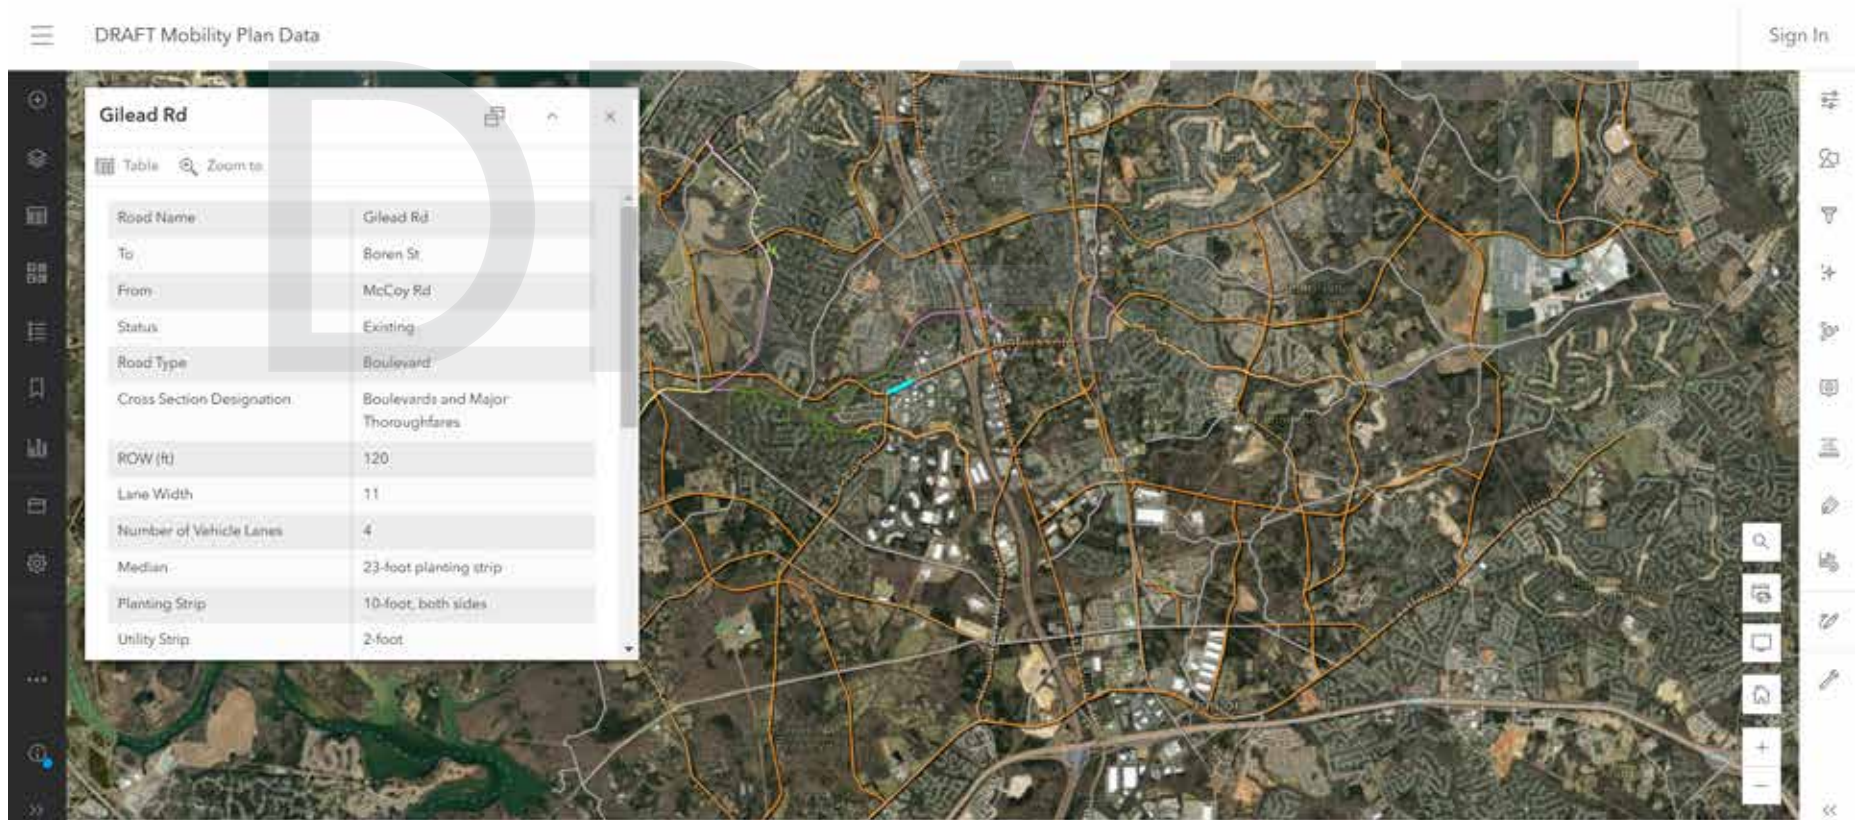 DRAFT Mobility Plan Data
Sign In
DRAFT
Gilead Rd
Table Zoom to
Road Name Gilead Rd
To Boren St
From McCoy Rd
Status Existing
Road Type Boulevard
Cross Section Designation Boulevards and Major
Thoroughfares
ROW (ft) 120
Lane Width 11
Number of Vehicle Lanes 4
Median 23-foot planting strip
Planting Strip 10-foot, both sides
Utility Strip 2-foot